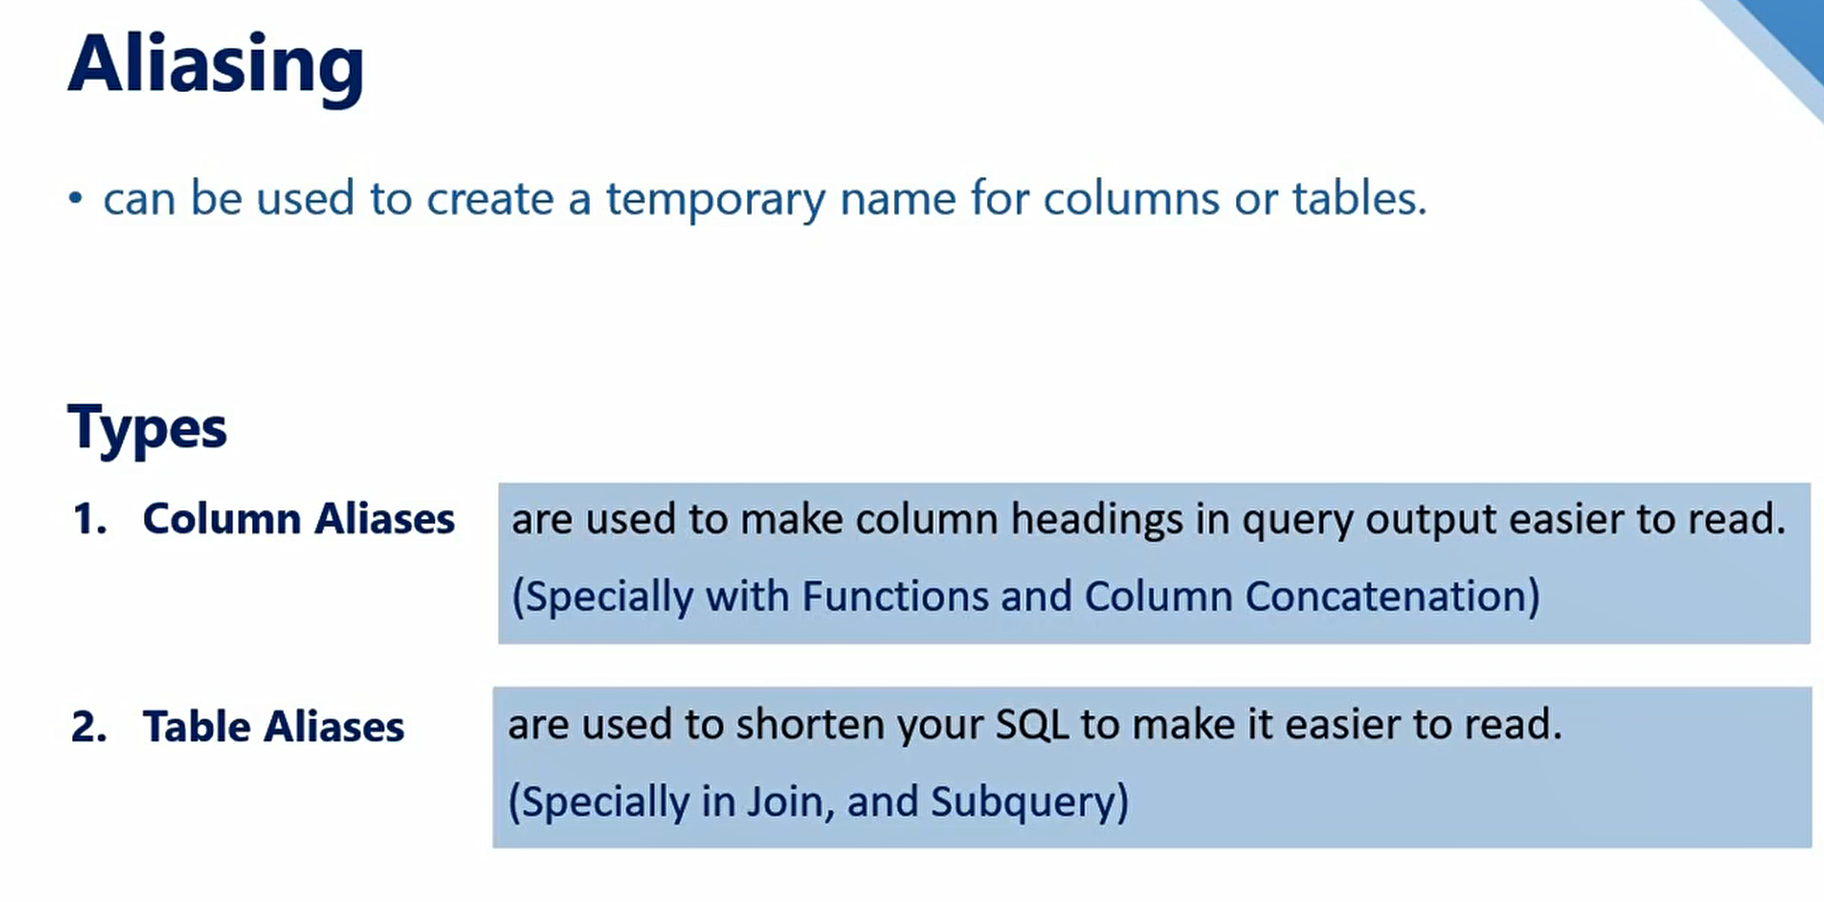 Aliasing
• can be used to create a temporary name for columns or tables.
Types
1. Column Aliases are used to make column headings in query output easier to read.
(Specially with Functions and Column Concatenation)
2. Table Aliases are used to shorten your SQL to make it easier to read.
(Specially in Join, and Subquery)